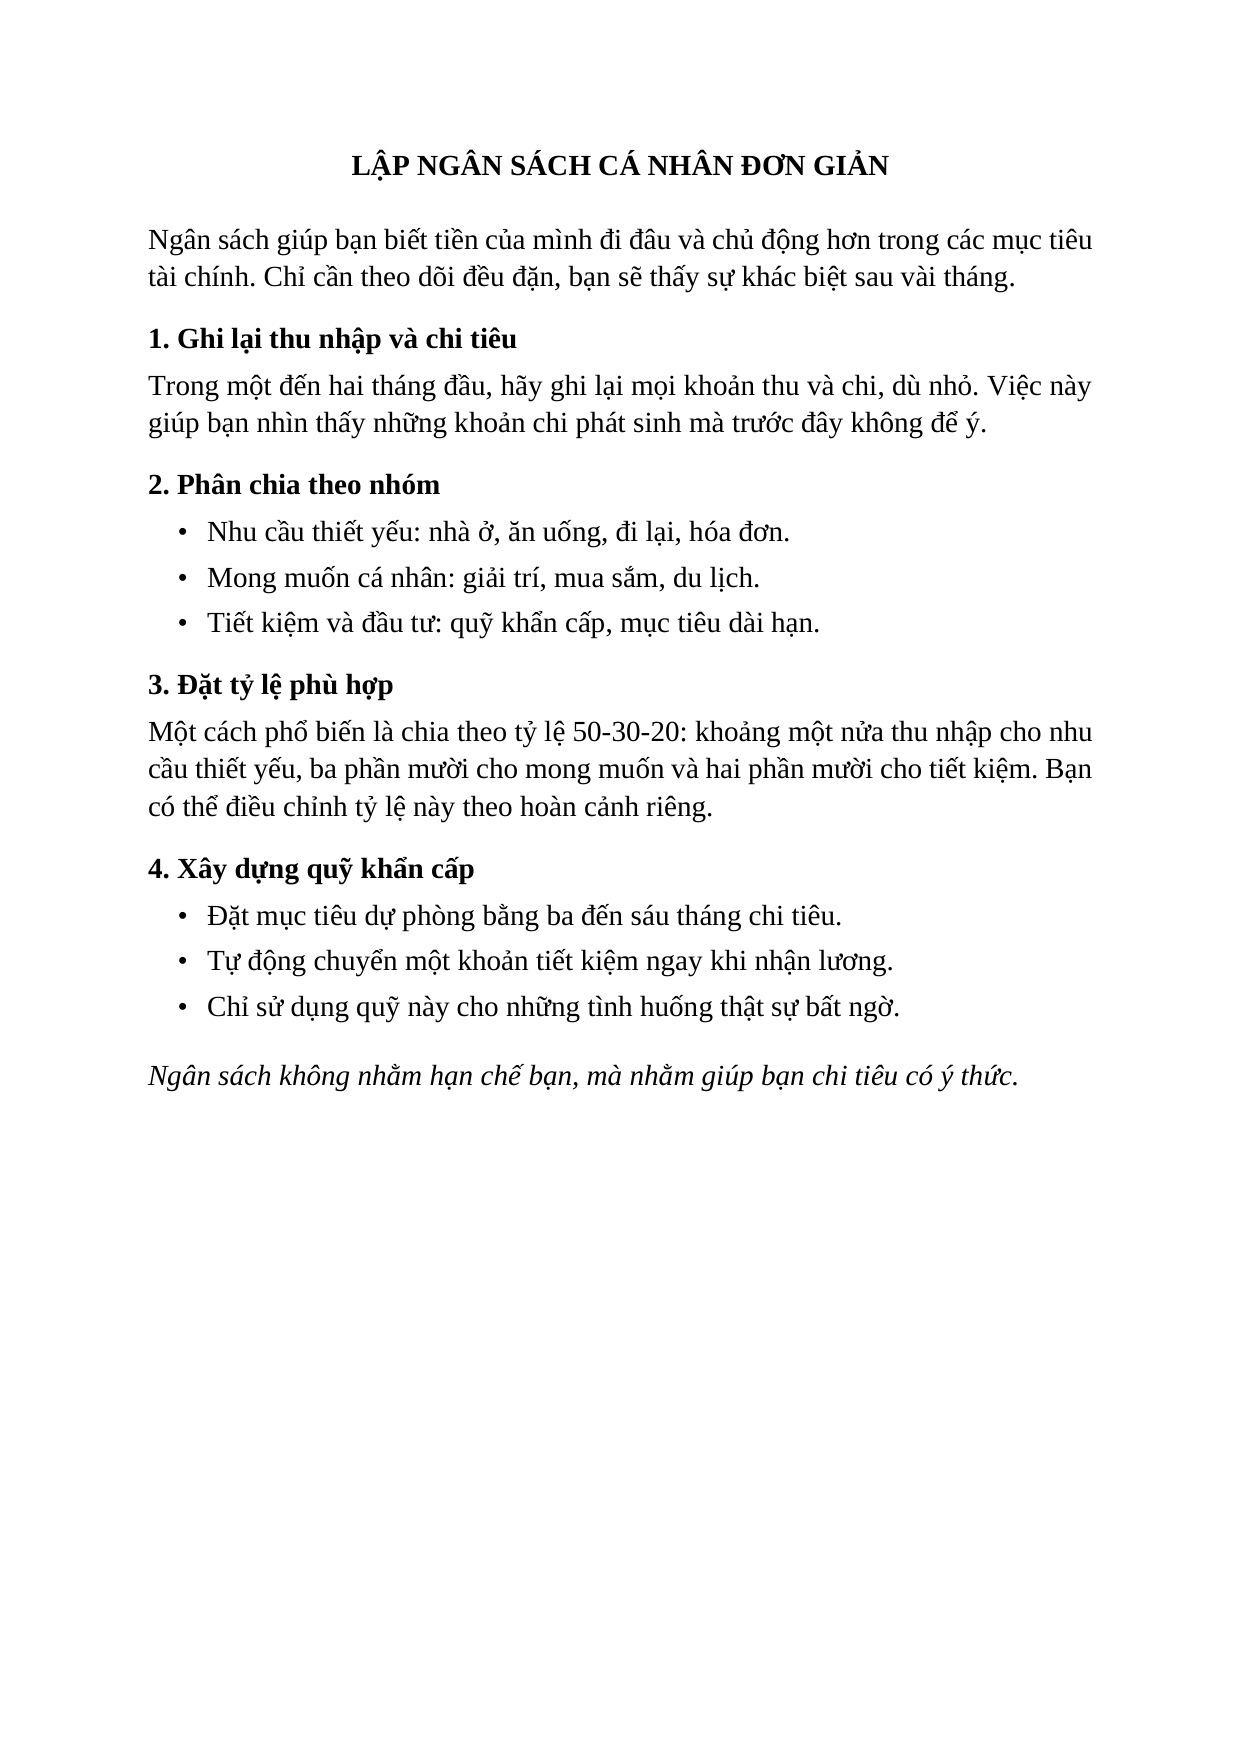 LẬP NGÂN SÁCH CÁ NHÂN ĐƠN GIẢN
Ngân sách giúp bạn biết tiền của mình đi đâu và chủ động hơn trong các mục tiêu
tài chính. Chỉ cần theo dõi đều đặn, bạn sẽ thấy sự khác biệt sau vài tháng.
1. Ghi lại thu nhập và chi tiêu
Trong một đến hai tháng đầu, hãy ghi lại mọi khoản thu và chi, dù nhỏ. Việc này
giúp bạn nhìn thấy những khoản chi phát sinh mà trước đây không để ý.
2. Phân chia theo nhóm
• Nhu cầu thiết yếu: nhà ở, ăn uống, đi lại, hóa đơn.
• Mong muốn cá nhân: giải trí, mua sắm, du lịch.
• Tiết kiệm và đầu tư: quỹ khẩn cấp, mục tiêu dài hạn.
3. Đặt tỷ lệ phù hợp
Một cách phổ biến là chia theo tỷ lệ 50-30-20: khoảng một nửa thu nhập cho nhu
cầu thiết yếu, ba phần mười cho mong muốn và hai phần mười cho tiết kiệm. Bạn
có thể điều chỉnh tỷ lệ này theo hoàn cảnh riêng.
4. Xây dựng quỹ khẩn cấp
• Đặt mục tiêu dự phòng bằng ba đến sáu tháng chi tiêu.
• Tự động chuyển một khoản tiết kiệm ngay khi nhận lương.
• Chỉ sử dụng quỹ này cho những tình huống thật sự bất ngờ.
Ngân sách không nhằm hạn chế bạn, mà nhằm giúp bạn chi tiêu có ý thức.